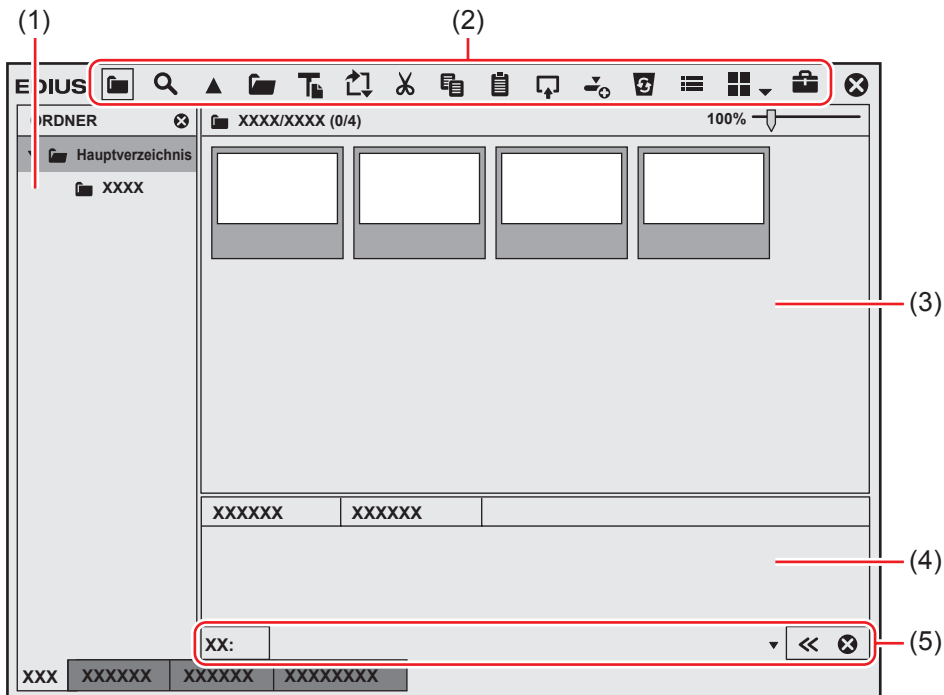 (1)
(2)
EDIUS
ORDNER
XXXX/XXXX (0/4)
100%
Hauptverzeichnis
XXXX
(3)
XXXXXX XXXXXX
(4)
XX:
(5)
XXX XXXXXX XXXXXX XXXXXXXX